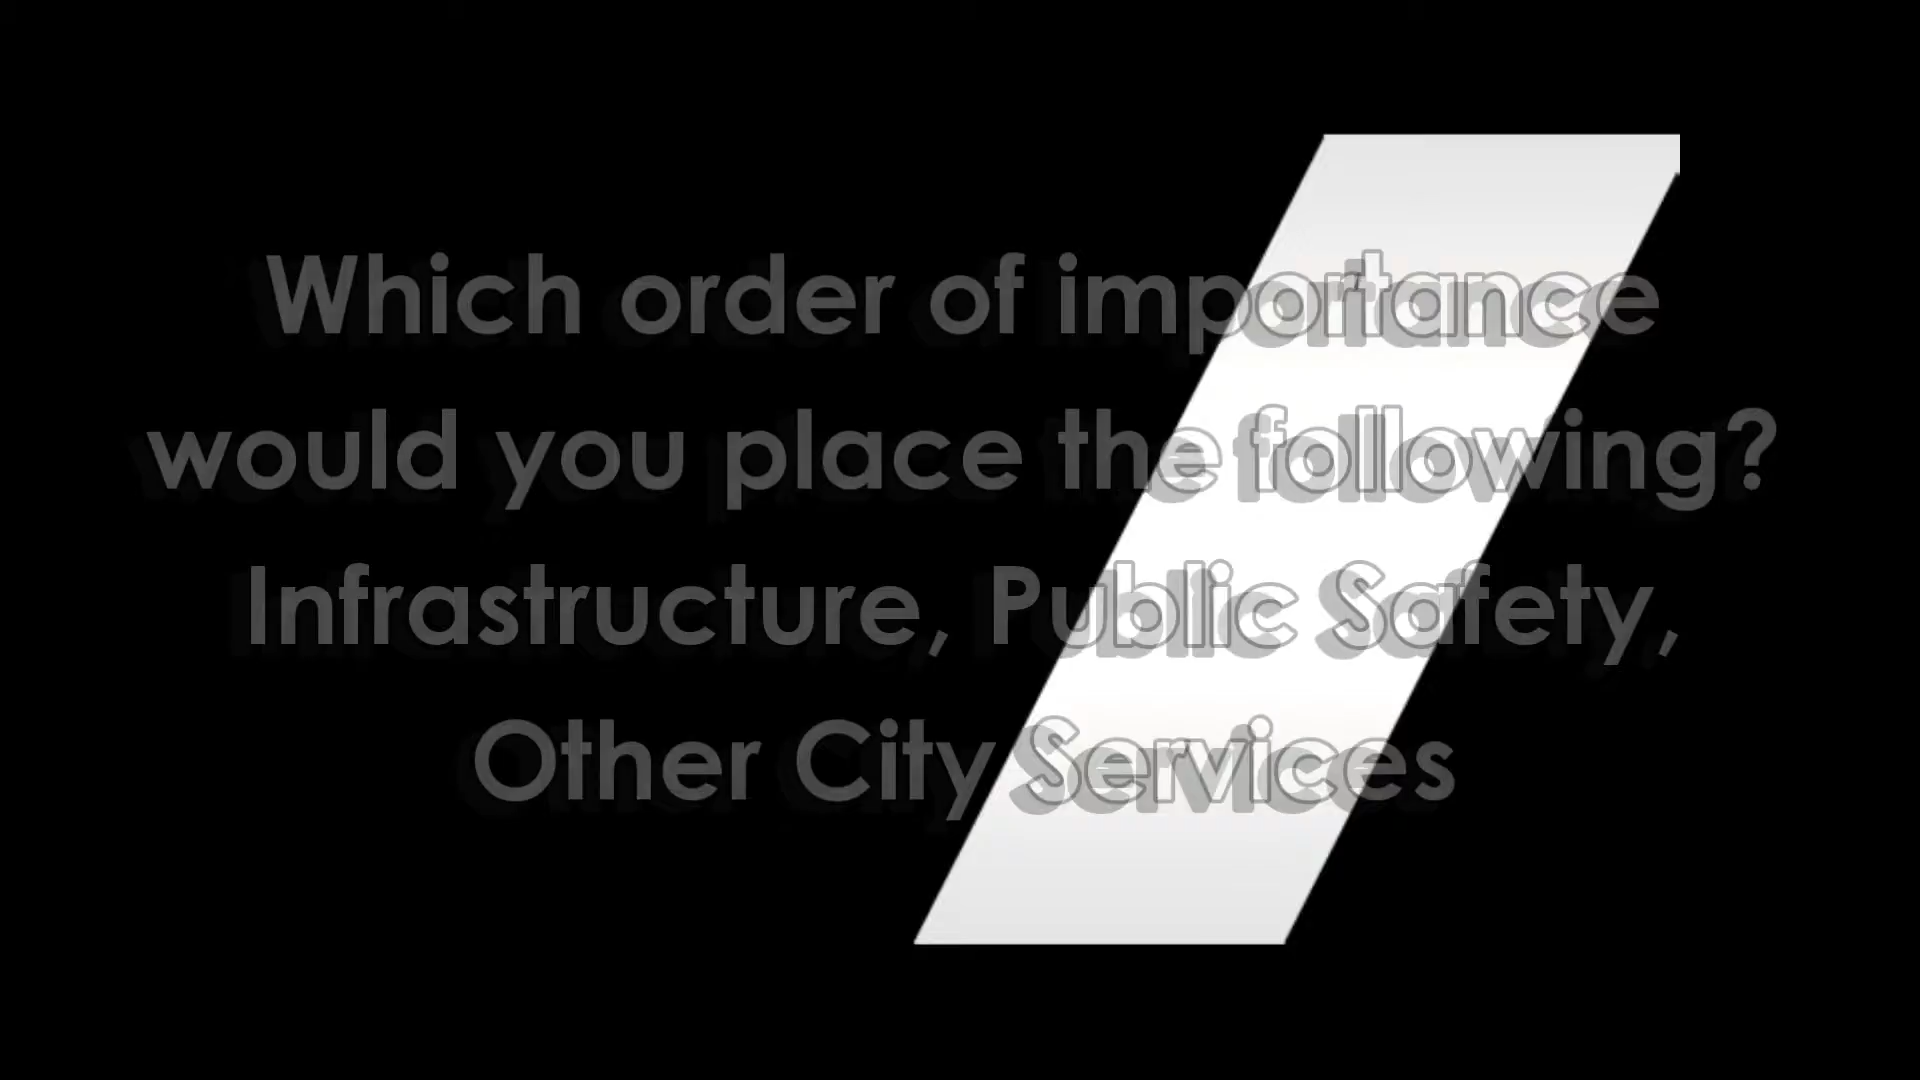 Which order of importance
would you place the following?
Infrastructure, Public Safety,
Other City Services